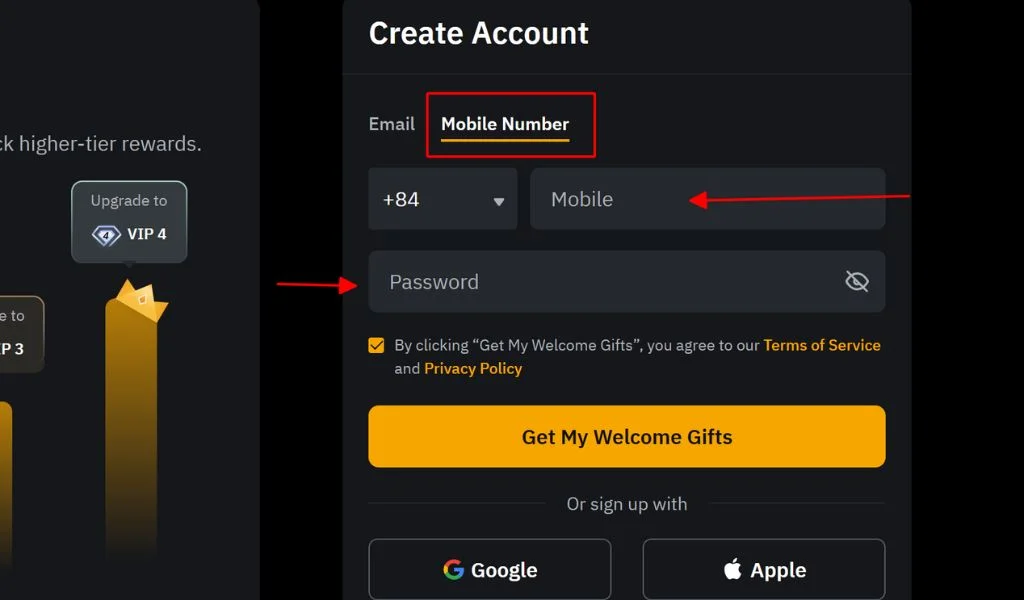 Create Account
Email Mobile Number
higher-tier rewards.
+84 Mobile
Upgrade to
4 VIP 4
Password
to
3
By clicking “Get My Welcome Gifts”, you agree to our Terms of Service
and Privacy Policy
Get My Welcome Gifts
Or sign up with
Google Apple